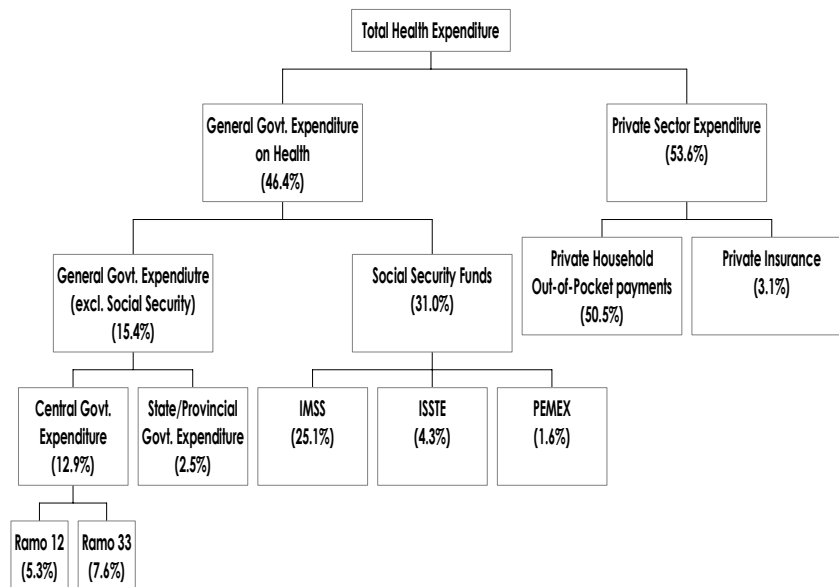 Total Health Expenditure
General Govt. Expenditure
on Health
(46.4%)
Private Sector Expenditure
(53.6%)
General Govt. Expendiutre
(excl. Social Security)
(15.4%)
Social Security Funds
(31.0%)
Private Household
Out-of-Pocket payments
(50.5%)
Private Insurance
(3.1%)
Central Govt.
Expenditure
(12.9%)
State/Provincial
Govt. Expenditure
(2.5%)
IMSS
(25.1%)
ISSTE
(4.3%)
PEMEX
(1.6%)
Ramo 12
(5.3%)
Ramo 33
(7.6%)